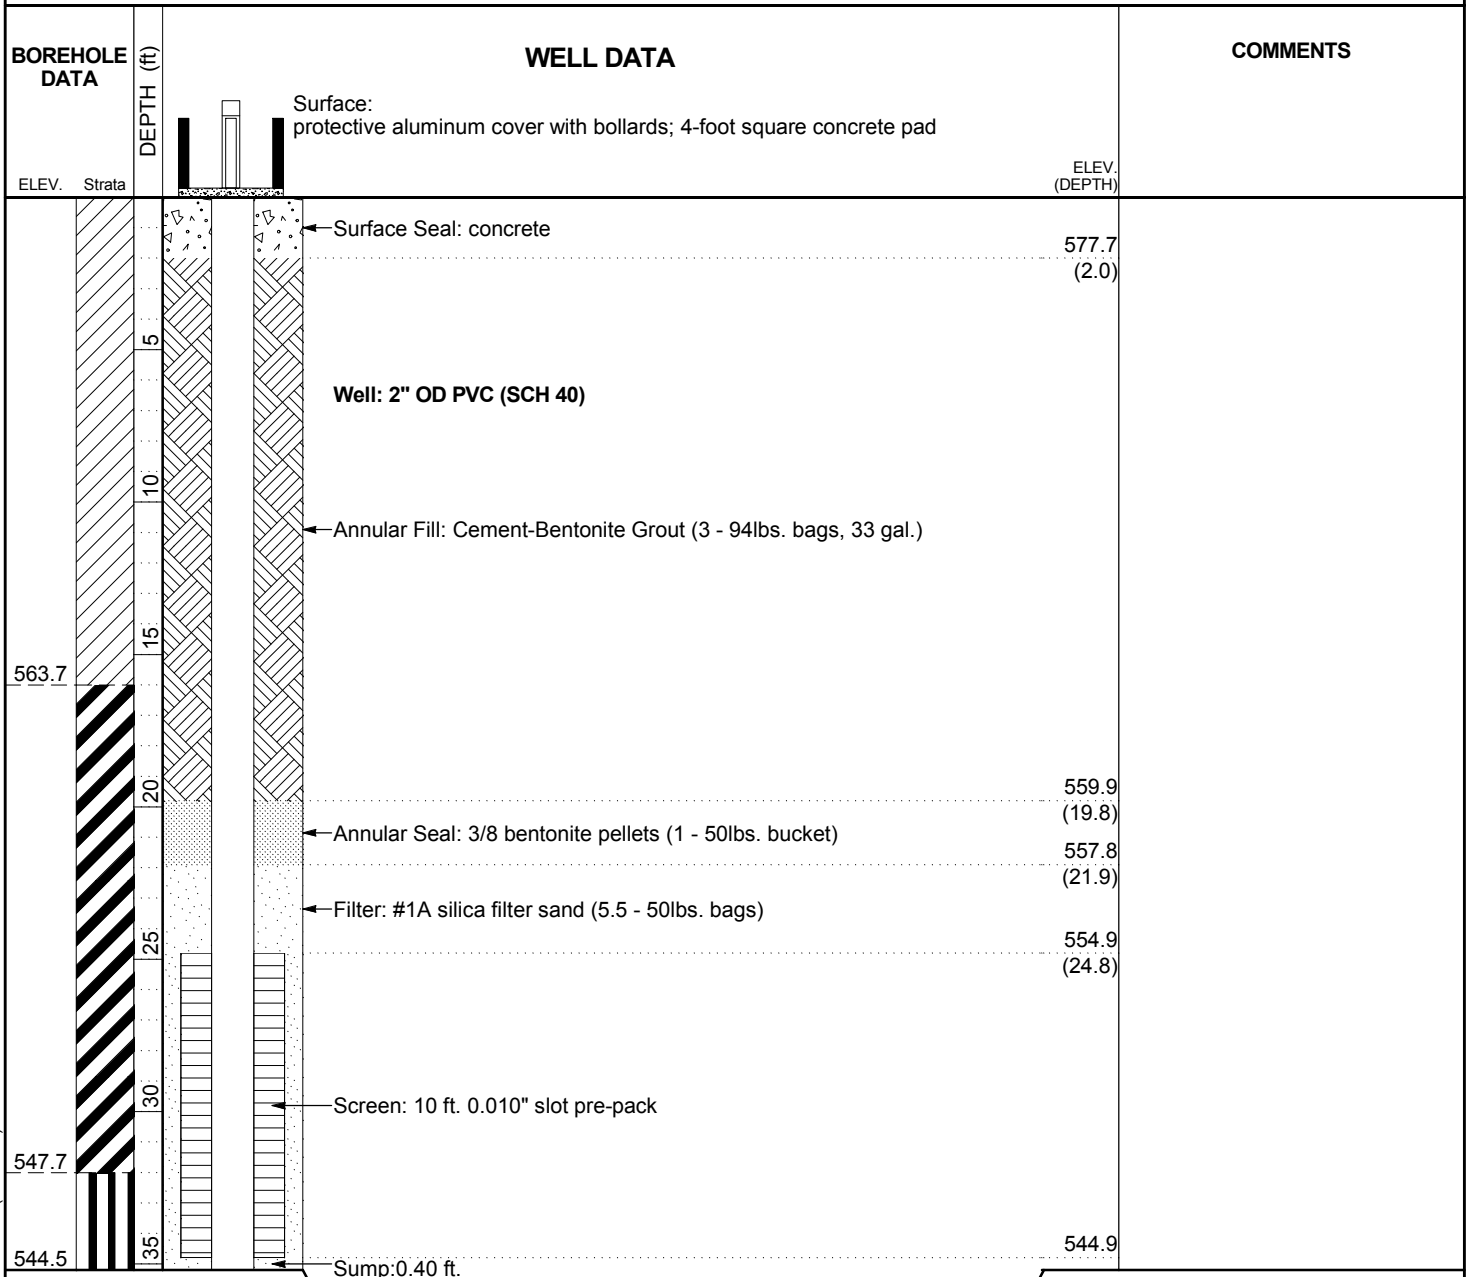 BOREHOLE
DATA
DEPTH (ft)
WELL DATA
COMMENTS
Surface:
protective aluminum cover with bollards; 4-foot square concrete pad
ELEV. Strata
ELEV.
(DEPTH)
Surface Seal: concrete
577.7
(2.0)
5
Well: 2" OD PVC (SCH 40)
10
Annular Fill: Cement-Bentonite Grout (3 - 94lbs. bags, 33 gal.)
15
563.7
20
559.9
(19.8)
Annular Seal: 3/8 bentonite pellets (1 - 50lbs. bucket)
557.8
(21.9)
Filter: #1A silica filter sand (5.5 - 50lbs. bags)
25
554.9
(24.8)
30
Screen: 10 ft. 0.010" slot pre-pack
547.7
35
544.9
544.5
Sump:0.40 ft.